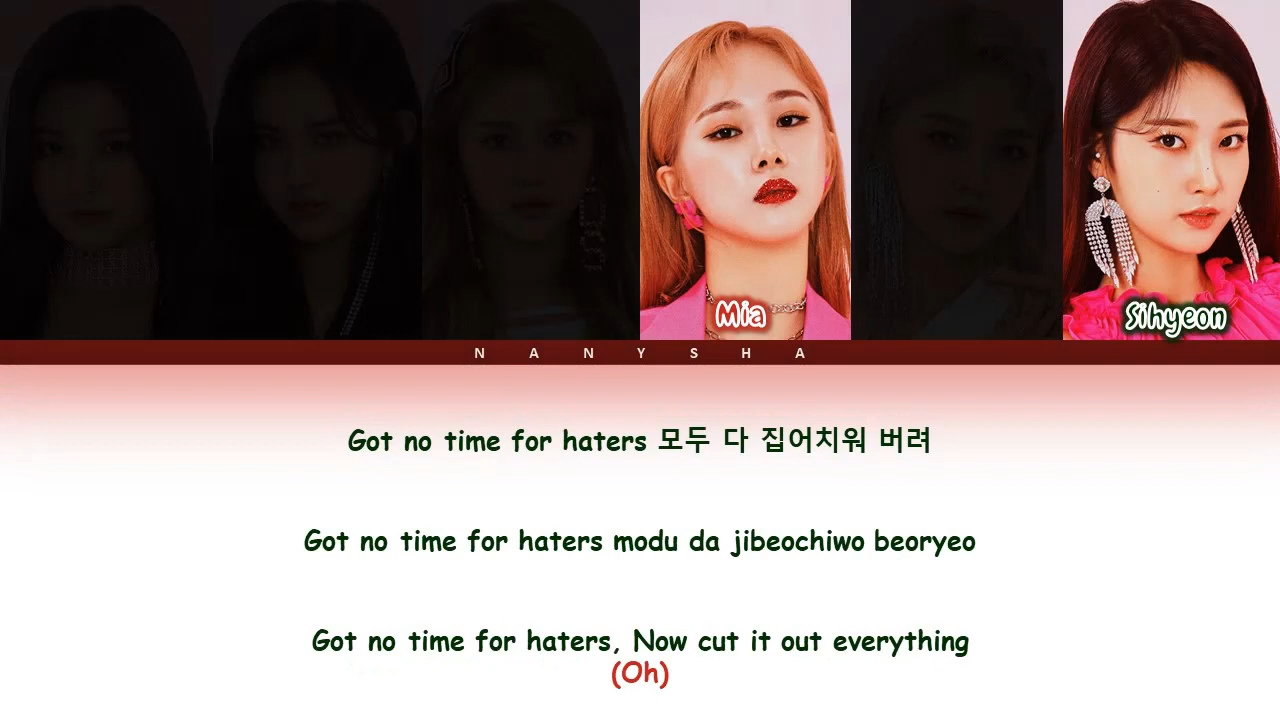 Mia
Sihyeon
NANYSHA
Got no time for haters 모두 다 집어치워 버려
Got no time for haters modu da jibeochiwo beoryeo
Got no time for haters, Now cut it out everything
(Oh)